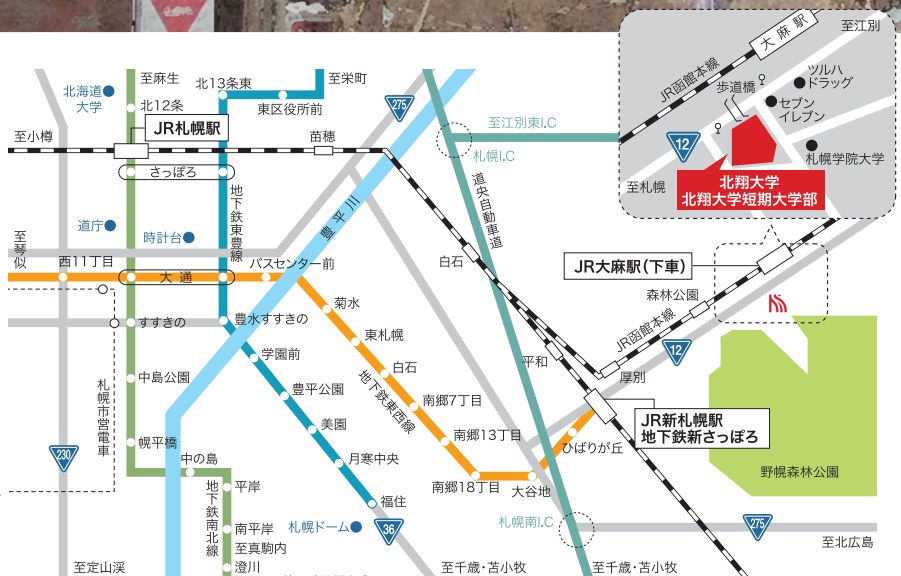 大麻駅
至江別
JR函館本線
ツルハ
ドラッグ
歩道橋
セブン
イレブン
12
札幌学院大学
至札幌
北翔大学
北翔大学短期大学部
至麻生
北13条東
至栄町
北海道
大学
北12条
東区役所前
275
至江別東I.C
JR札幌駅
至小樽
苗穂
札幌I.C
さっぽろ
道央自動車道
地下鉄東豊線
豊平川
道庁
時計台
至琴似
西11丁目
大通
バスセンター前
白石
JR大麻駅(下車)
森林公園
菊水
すすきの
豊水すすきの
東札幌
JR函館本線
学園前
白石
平和
12
厚別
中島公園
札幌市営電車
豊平公園
地下鉄東西線
南郷7丁目
JR新札幌駅
地下鉄新さっぽろ
美園
南郷13丁目
ひばりが丘
幌平橋
230
中の島
月寒中央
野幌森林公園
南郷18丁目
大谷地
平岸
地下鉄南北線
福住
札幌ドーム
36
札幌南I.C
275
南平岸
至北広島
至真駒内
至定山渓
澄川
至千歳・苫小牧
至千歳・苫小牧